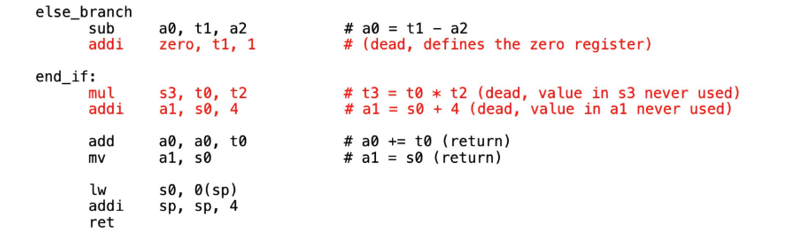 else_branch
sub a0, t1, a2 # a0 = t1 − a2
addi zero, t1, 1 # (dead, defines the zero register)
end_if:
mul s3, t0, t2 # t3 = t0 * t2 (dead, value in s3 never used)
addi a1, s0, 4 # a1 = s0 + 4 (dead, value in a1 never used)
add a0, a0, t0 # a0 += t0 (return)
mv a1, s0 # a1 = s0 (return)
lw s0, 0(sp)
addi sp, sp, 4
ret